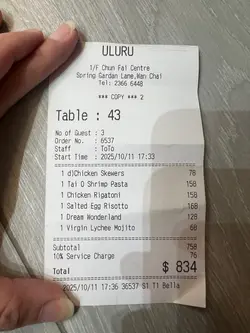 ULURU
1/F Chun Fai Centre
Spring Gardan Lane,Wan Chai
Tel: 2366 6448
*** COPY *** 2
Table : 43
No of Guest : 3
Order No. : 6537
Staff : ToTo
Start Time : 2025/10/11 17:33
1 d)Chicken Skewers 78
1 Tai O Shrimp Pasta 158
1 Chicken Rigatoni 158
1 Salted Egg Risotto 168
1 Dream Wonderland 128
1 Virgin Lychee Mojito 68
Subtotal 758
10% Service Charge 76
Total $ 834
2025/10/11 17:36 36537 S1 T1 Balla